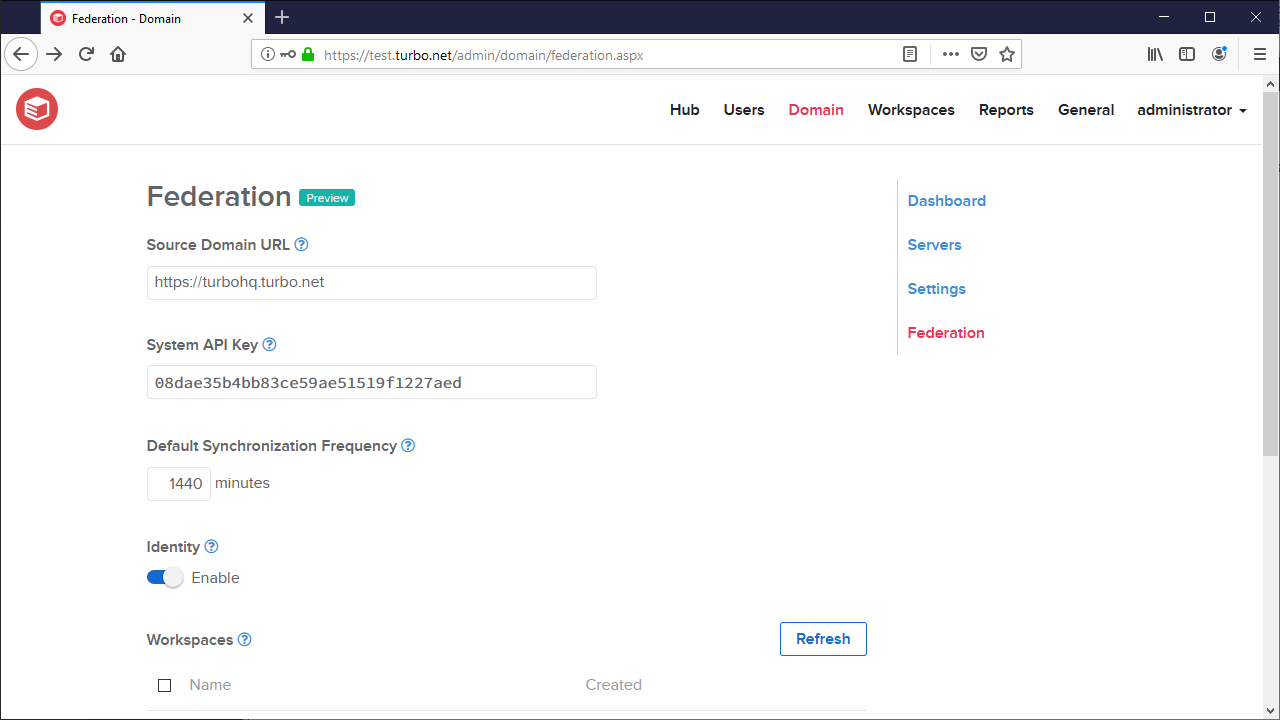 Federation - Domain
https://test.turbo.net/admin/domain/federation.aspx
Hub Users Domain Workspaces Reports General administrator
Federation Preview
Source Domain URL
https://turbohq.turbo.net
System API Key
08dae35b4bb83ce59ae51519f1227aed
Default Synchronization Frequency
1440 minutes
Identity
Enable
Workspaces
Refresh
Name Created
Dashboard
Servers
Settings
Federation